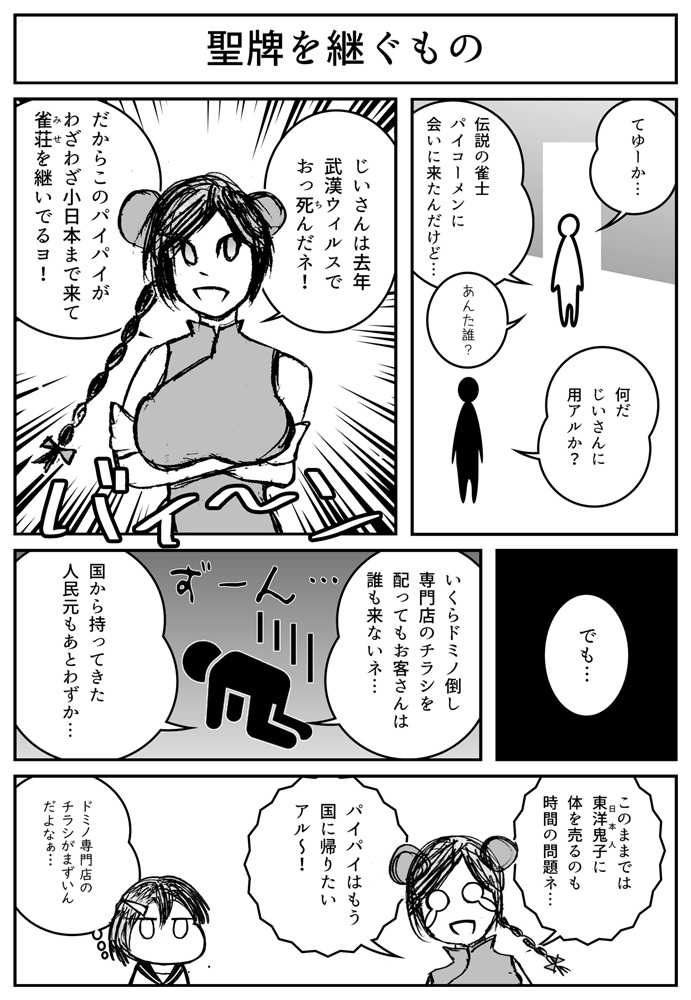 聖牌を継ぐもの
てゆーか…
伝説の雀士
パイコーメンに
会いに来たんだけど…
あんた誰？
何だ
じいさんに
用アルか？
じいさんは去年
武漢ウィルスで
おっ死んだネ！
ち
だからこのパイパイが
わざわざ小日本まで来て
雀荘を継いでるヨ！
みせ
バィ〜ン
でも…
いくらドミノ倒し
専門店のチラシを
配ってもお客さんは
誰も来ないネ…
ずーん…
国から持ってきた
人民元もあとわずか…
このままでは
東洋鬼子に
日本人
体を売るのも
時間の問題ネ…
パイパイはもう
国に帰りたい
アル〜！
ドミノ専門店の
チラシがまずいん
だよなぁ…